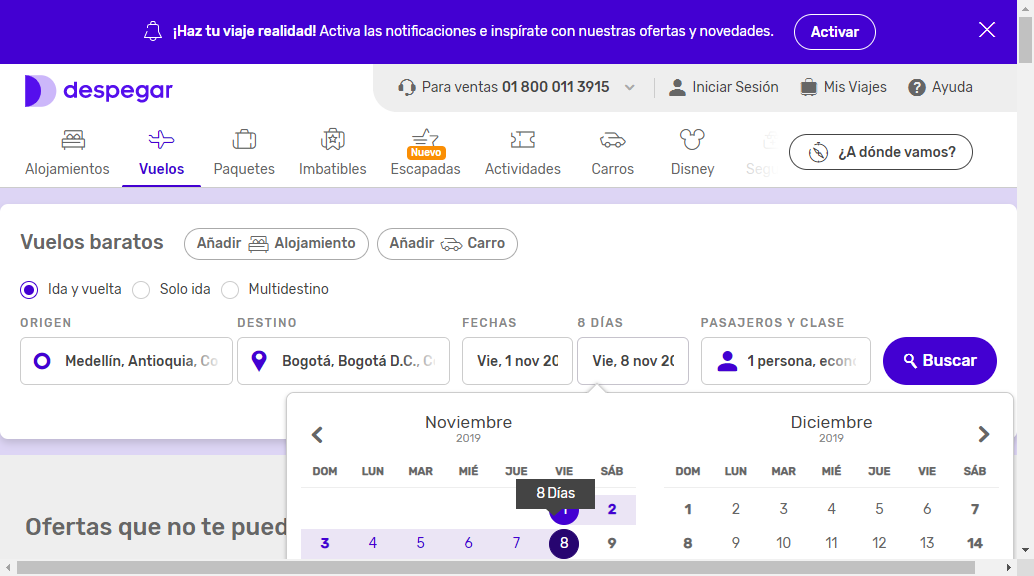 ¡Haz tu viaje realidad! Activa las notificaciones e inspírate con nuestras ofertas y novedades.
Activar
despegar
Para ventas 01 800 011 3915
Iniciar Sesión
Mis Viajes
Ayuda
Nuevo
Alojamientos
Vuelos
Paquetes
Imbatibles
Escapadas
Actividades
Carros
Disney
¿A dónde vamos?
Vuelos baratos
Añadir Alojamiento
Añadir Carro
Ida y vuelta
Solo ida
Multidestino
ORIGEN
DESTINO
FECHAS
8 DÍAS
PASAJEROS Y CLASE
Medellín, Antioquia, Co
Bogotá, Bogotá D.C., C
Vie, 1 nov 20
Vie, 8 nov 20
1 persona, econ
Buscar
Noviembre
2019
Diciembre
2019
DOM LUN MAR MIÉ JUE VIE SÁB
DOM LUN MAR MIÉ JUE VIE SÁB
8 Días
1 2
1 2 3 4 5 6 7
3 4 5 6 7 8 9
8 9 10 11 12 13 14
Ofertas que no te pued